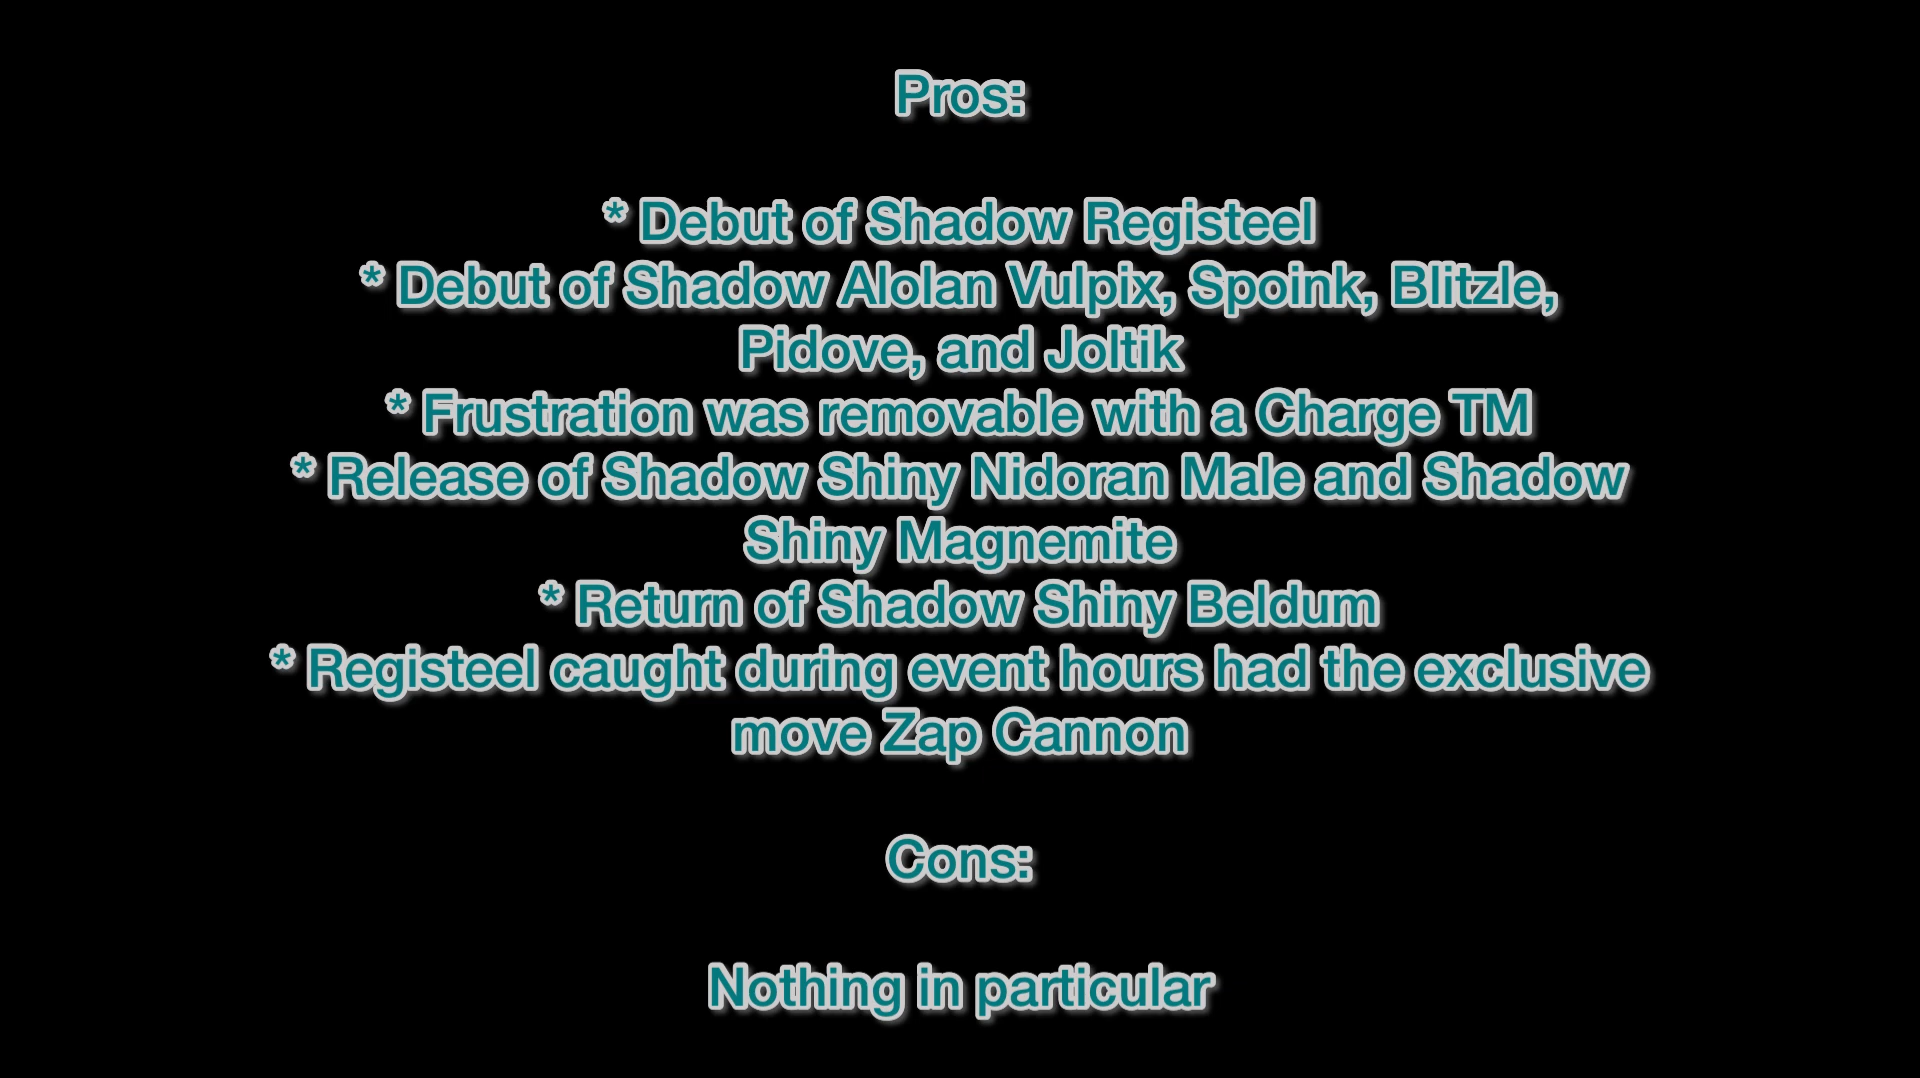 Pros:
* Debut of Shadow Registeel
* Debut of Shadow Alolan Vulpix, Spoink, Blitzle,
Pidove, and Joltik
* Frustration was removable with a Charge TM
* Release of Shadow Shiny Nidoran Male and Shadow
Shiny Magnemite
* Return of Shadow Shiny Beldum
* Registeel caught during event hours had the exclusive
move Zap Cannon
Cons:
Nothing in particular